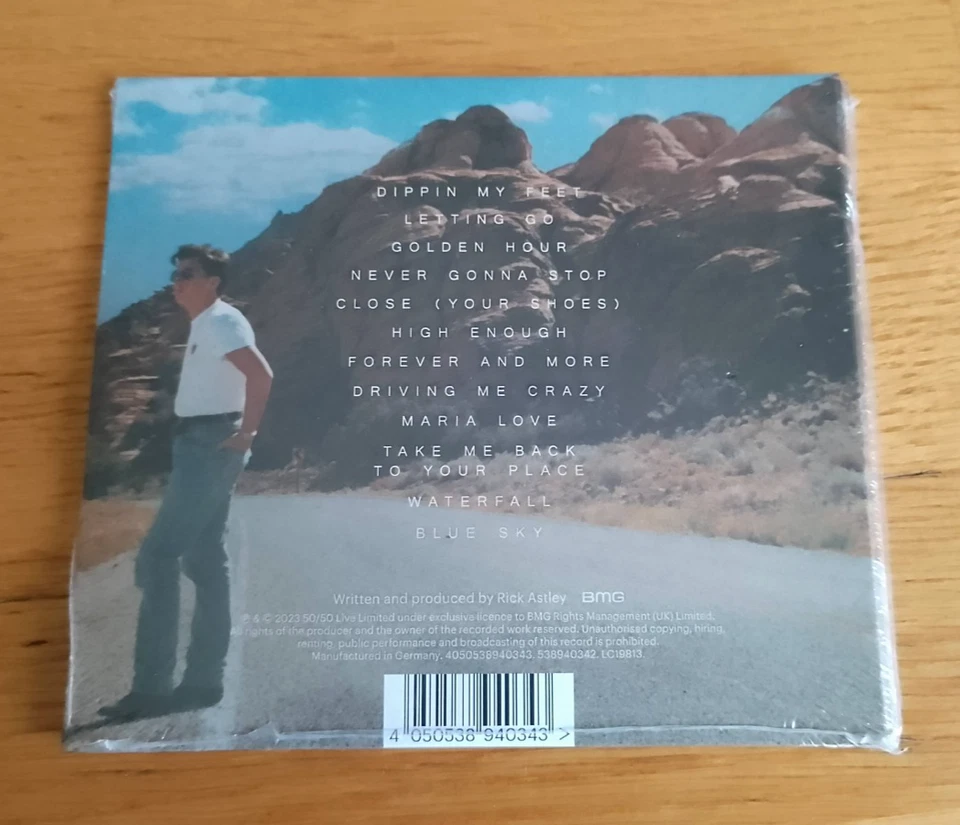 DIPPIN MY FEET
LETTING GO
GOLDEN HOUR
NEVER GONNA STOP
CLOSE (YOUR SHOES)
HIGH ENOUGH
FOREVER AND MORE
DRIVING ME CRAZY
MARIA LOVE
TAKE ME BACK
TO YOUR PLACE
WATERFALL
BLUE SKY
Written and produced by Rick Astley BMG
℗ & © 2023 50/50 Live Limited under exclusive licence to BMG Rights Management (UK) Limited.
All rights of the producer and the owner of the recorded work reserved. Unauthorised copying, hiring,
renting, public performance and broadcasting of this record is prohibited.
Manufactured in Germany. 4050538940343. 538940342. LC19813.
4 050538 940343 >